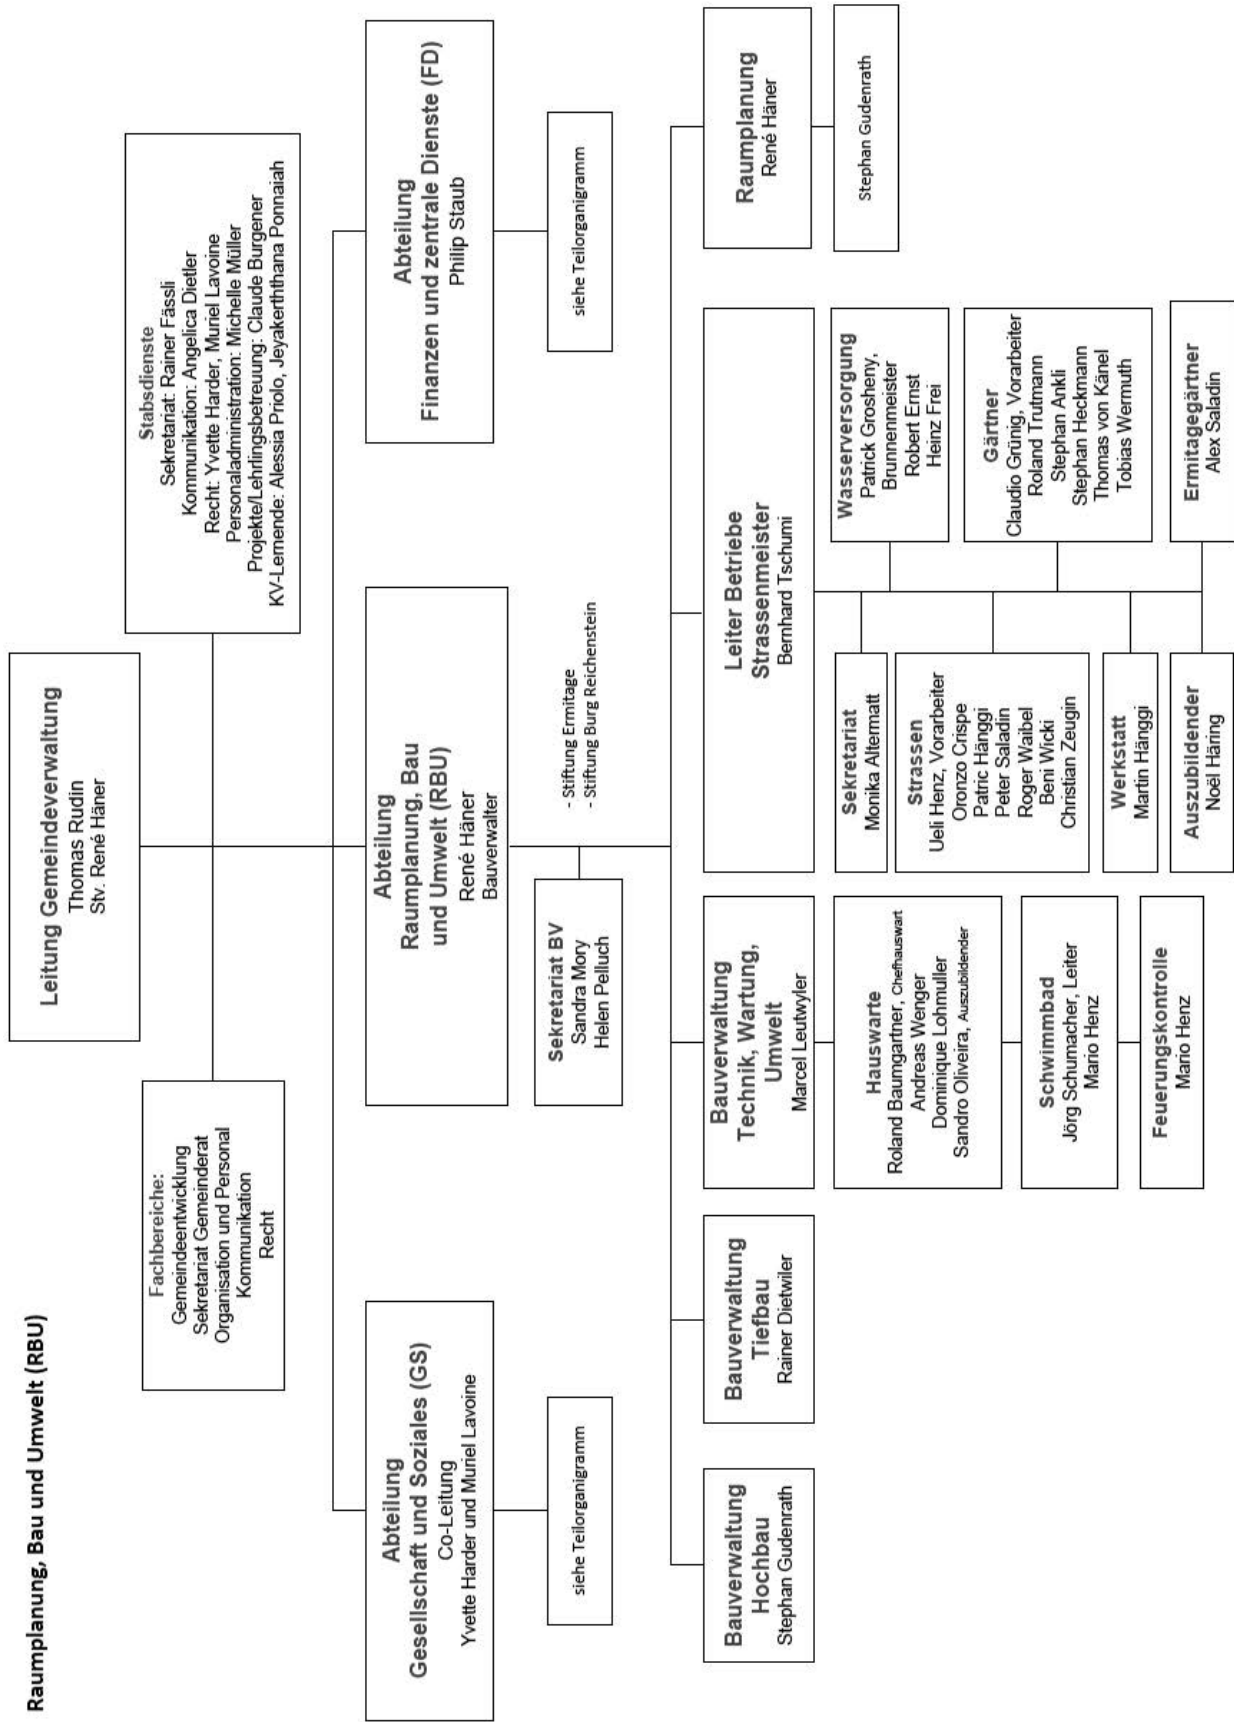 Raumplanung, Bau und Umwelt (RBU)
Leitung Gemeindeverwaltung
Thomas Rudin
Stv. René Häner
Fachbereiche:
Gemeindeentwicklung
Sekretariat Gemeinderat
Organisation und Personal
Kommunikation
Recht
Stabsdienste
Sekretariat: Rainer Fässli
Kommunikation: Angelica Dietler
Recht: Yvette Harder, Muriel Lavoine
Personaladministration: Michelle Müller
Projekte/Lehrlingsbetreuung: Claude Burgener
KV-Lernende: Alessia Priolo, Jeyakerththana Ponnaiah
Abteilung
Gesellschaft und Soziales (GS)
Co-Leitung
Yvette Harder und Muriel Lavoine
siehe Teilorganigramm
Abteilung
Raumplanung, Bau
und Umwelt (RBU)
René Häner
Bauverwalter
Abteilung
Finanzen und zentrale Dienste (FD)
Philip Staub
siehe Teilorganigramm
Sekretariat BV
Sandra Mory
Helen Pelluch
- Stiftung Ermitage
- Stiftung Burg Reichenstein
Bauverwaltung
Hochbau
Stephan Gudenrath
Bauverwaltung
Tiefbau
Rainer Dietwiler
Bauverwaltung
Technik, Wartung,
Umwelt
Marcel Leutwyler
Hauswarte
Roland Baumgartner, Chefhauswart
Andreas Wenger
Dominique Lohmuller
Sandro Oliveira, Auszubildender
Schwimmbad
Jörg Schumacher, Leiter
Mario Henz
Feuerungskontrolle
Mario Henz
Leiter Betriebe
Strassenmeister
Bernhard Tschumi
Sekretariat
Monika Altermatt
Wasserversorgung
Patrick Grosheny,
Brunnenmeister
Robert Ernst
Heinz Frei
Strassen
Ueli Henz, Vorarbeiter
Oronzo Crispe
Patric Hänggi
Peter Saladin
Roger Waibel
Beni Wicki
Christian Zeugin
Gärtner
Claudio Grünig, Vorarbeiter
Roland Trutmann
Stephan Ankli
Stephan Heckmann
Thomas von Känel
Tobias Wermuth
Werkstatt
Martin Hänggi
Auszubildender
Noël Häring
Ermitagegärtner
Alex Saladin
Raumplanung
René Häner
Stephan Gudenrath